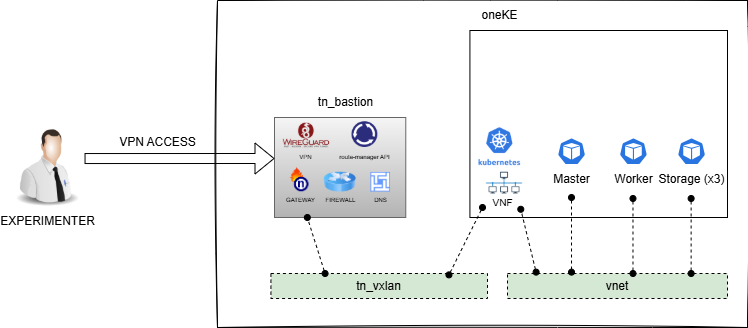 oneKE
tn_bastion
WIREGUARD
VPN
route-manager API
GATEWAY
FIREWALL
DNS
VPN ACCESS
EXPERIMENTER
kubernetes
VNF
Master
Worker
Storage (x3)
tn_vxlan
vnet